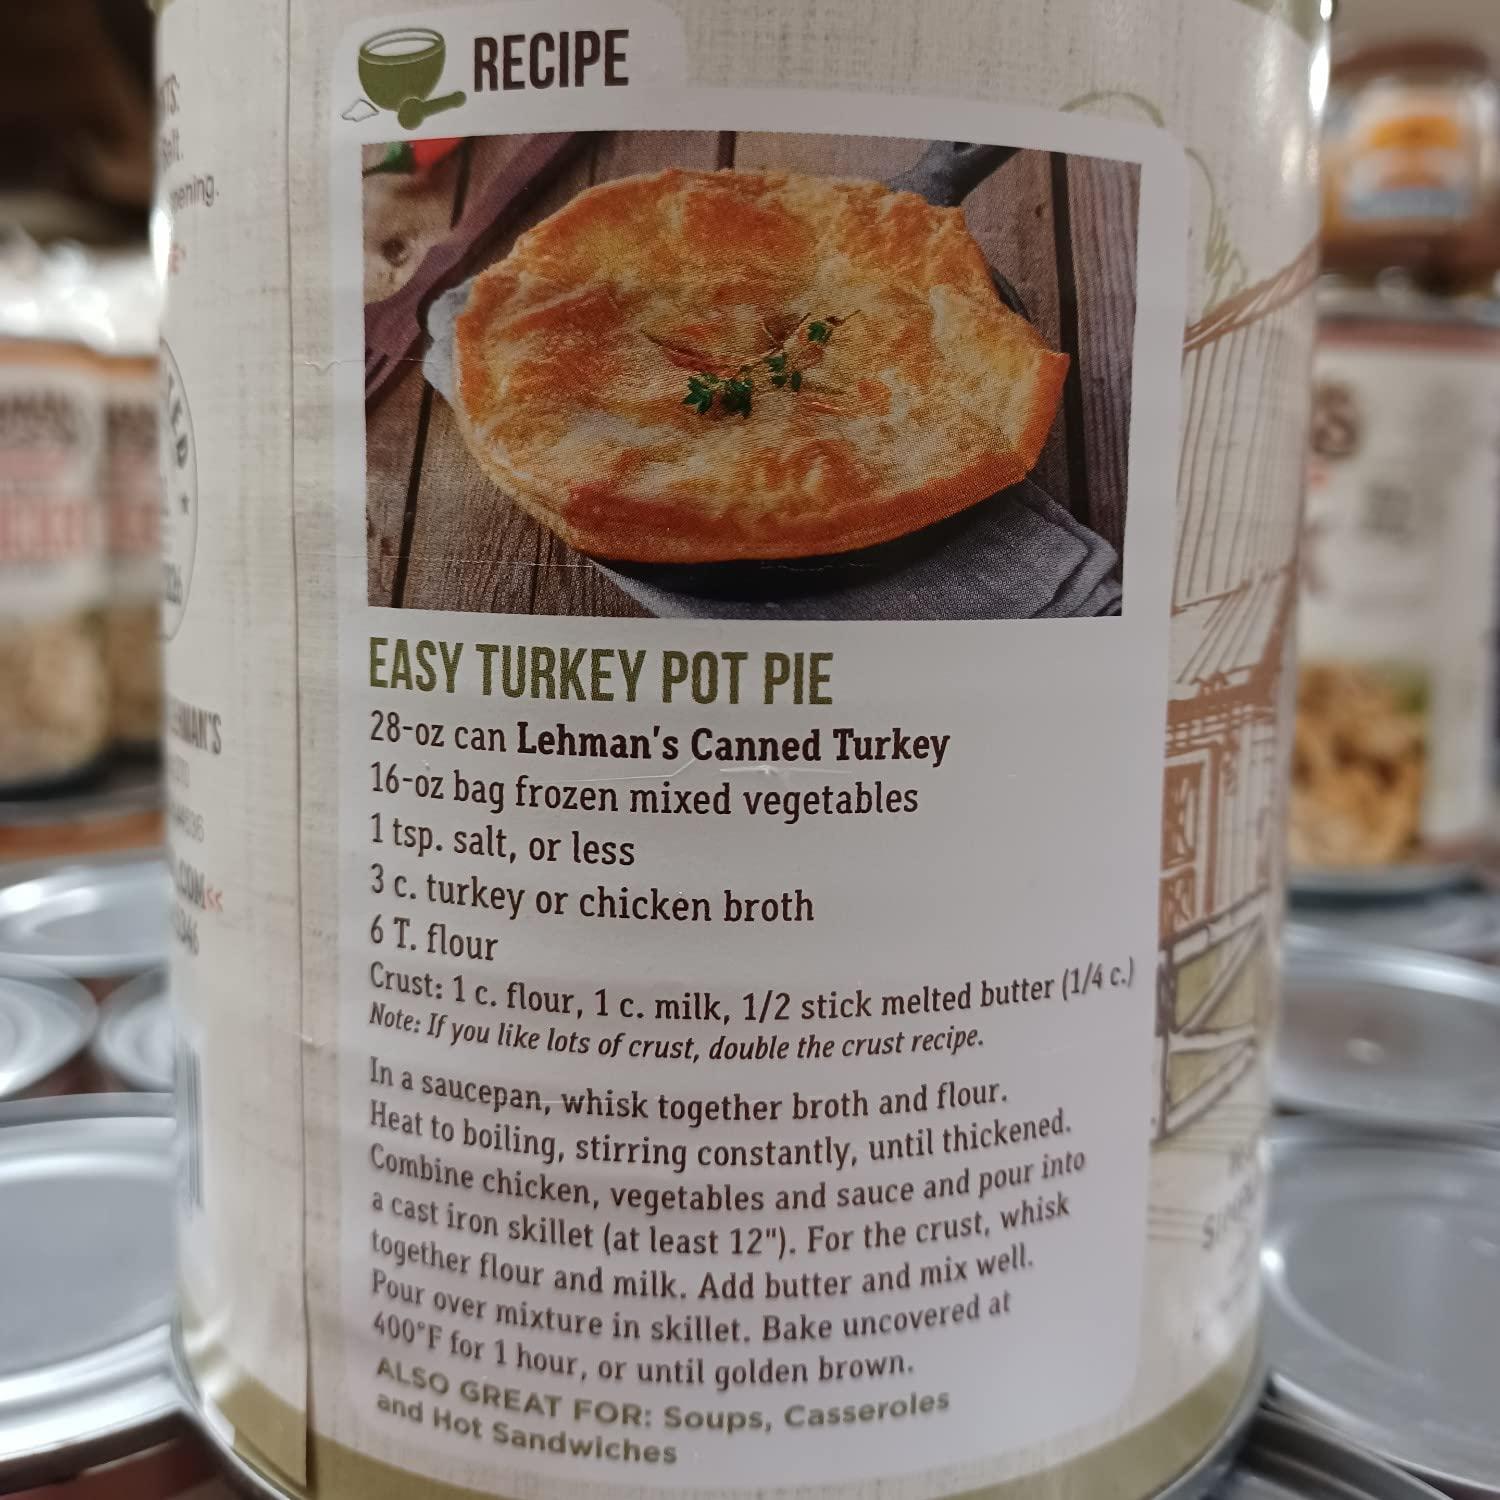 RECIPE
EASY TURKEY POT PIE
28-oz can Lehman's Canned Turkey
16-oz bag frozen mixed vegetables
1 tsp. salt, or less
3 c. turkey or chicken broth
6 T. flour
Crust: 1 c. flour, 1 c. milk, 1/2 stick melted butter (1/4 c.)
Note: If you like lots of crust, double the crust recipe.
In a saucepan, whisk together broth and flour.
Heat to boiling, stirring constantly, until thickened.
Combine chicken, vegetables and sauce and pour into
a cast iron skillet (at least 12"). For the crust, whisk
together flour and milk. Add butter and mix well.
Pour over mixture in skillet. Bake uncovered at
400°F for 1 hour, or until golden brown.
ALSO GREAT FOR: Soups, Casseroles
and Hot Sandwiches